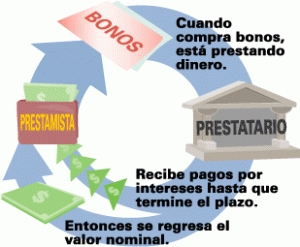 BONOS
Cuando
compra bonos,
está prestando
dinero.
PRESTAMISTA
PRESTATARIO
$
$
$
$
$
Recibe pagos por
intereses hasta que
termine el plazo.
Entonces se regresa el
valor nominal.